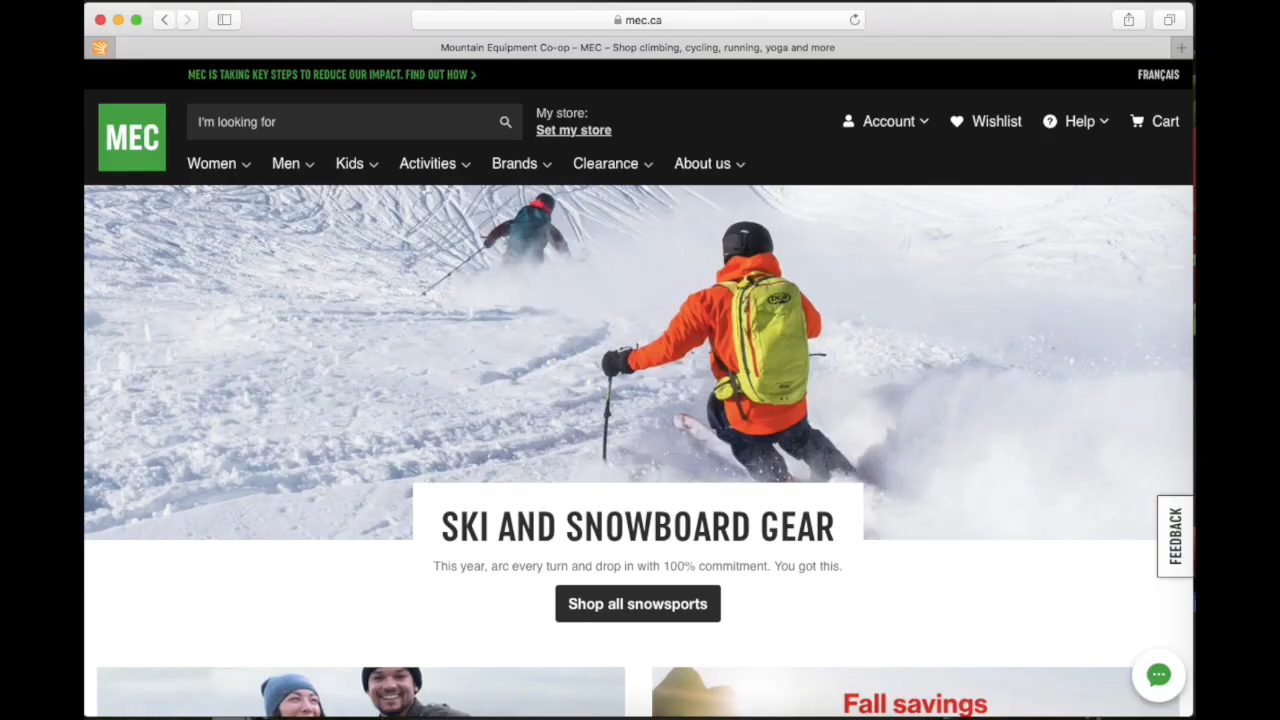 mec.ca
Mountain Equipment Co-op – MEC – Shop climbing, cycling, running, yoga and more
MEC IS TAKING KEY STEPS TO REDUCE OUR IMPACT. FIND OUT HOW >
FRANÇAIS
MEC
I'm looking for
My store:
Set my store
Account
Wishlist
Help
Cart
Women
Men
Kids
Activities
Brands
Clearance
About us
bca
SKI AND SNOWBOARD GEAR
This year, arc every turn and drop in with 100% commitment. You got this.
Shop all snowsports
FEEDBACK
Fall savings